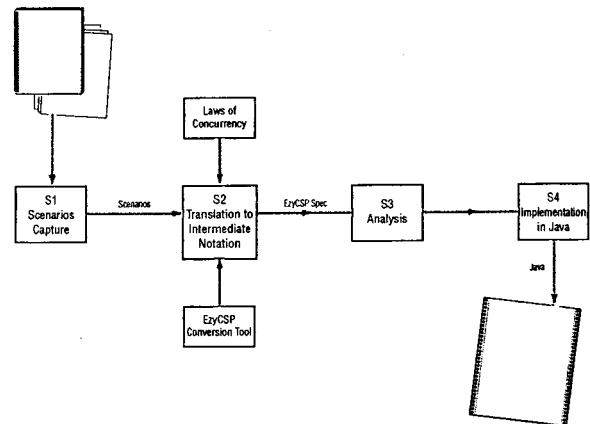 Laws of
Concurrency
S1
Scenarios
Capture
Scenarios
S2
Translation to
Intermediate
Notation
EzyCSP Spec
S3
Analysis
S4
Implementation
in Java
Java
EzyCSP
Conversion Tool